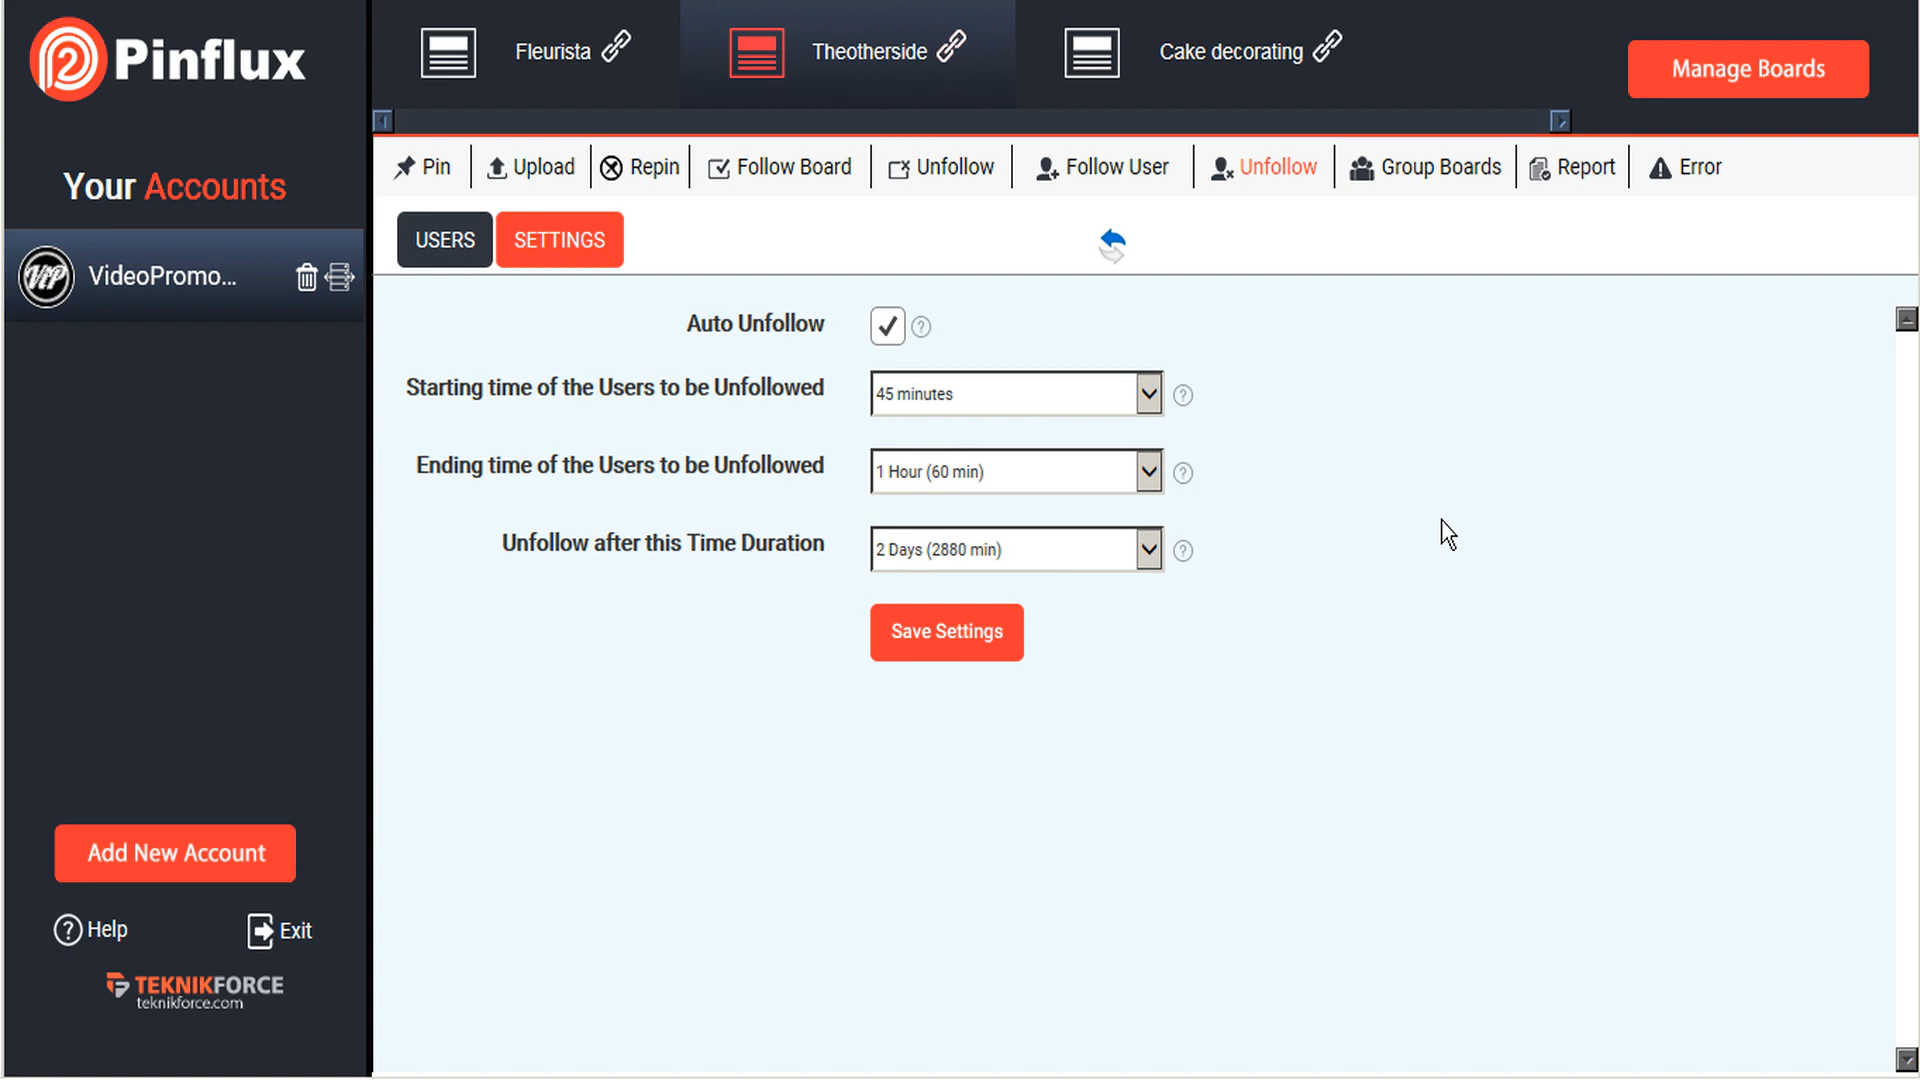 Pinflux
Fleurista
Theotherside
Cake decorating
Manage Boards
Your Accounts
VideoPromo...
Pin
Upload
Repin
Follow Board
Unfollow
Follow User
Unfollow
Group Boards
Report
Error
USERS
SETTINGS
Auto Unfollow
?
Starting time of the Users to be Unfollowed
45 minutes
?
Ending time of the Users to be Unfollowed
1 Hour (60 min)
?
Unfollow after this Time Duration
2 Days (2880 min)
?
Save Settings
Add New Account
? Help
Exit
TEKNIKFORCE
teknikforce.com